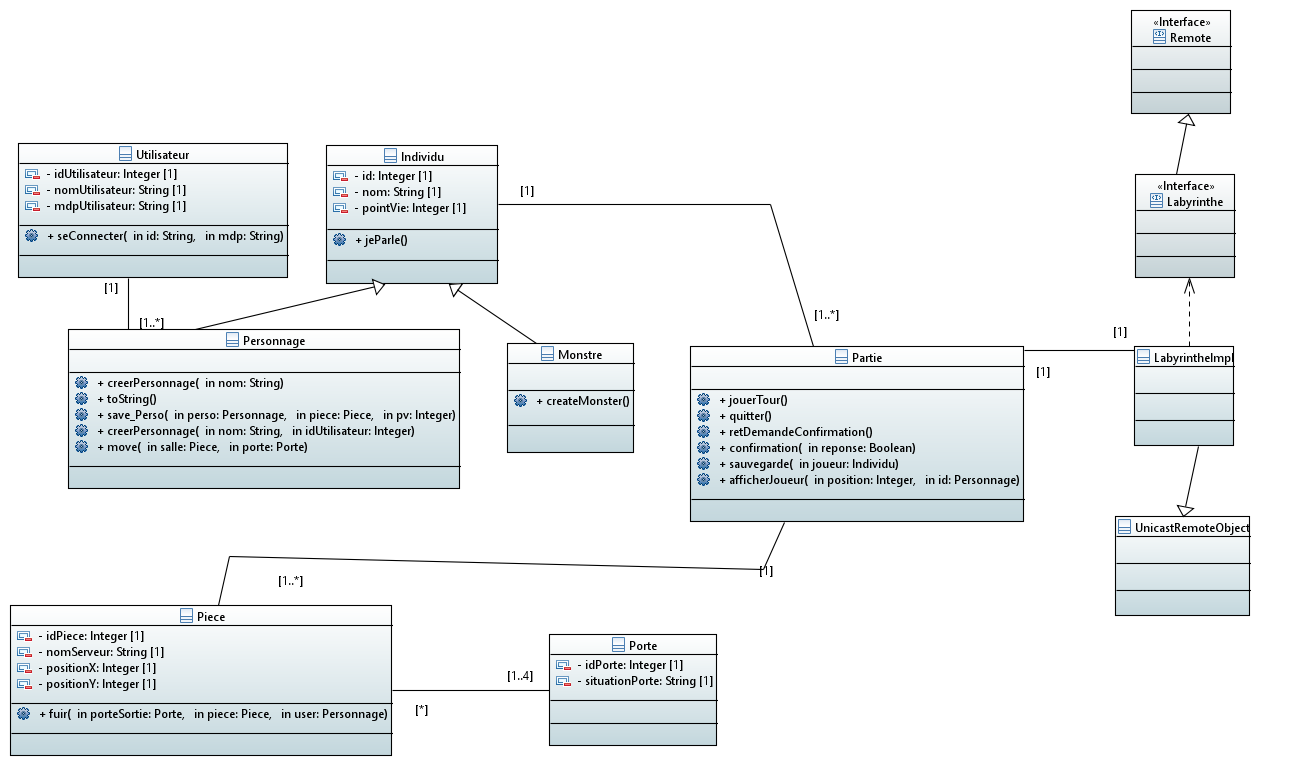 «Interface»
Remote
«Interface»
Labyrinthe
Utilisateur
- idUtilisateur: Integer [1]
- nomUtilisateur: String [1]
- mdpUtilisateur: String [1]
+ seConnecter( in id: String, in mdp: String)
Individu
- id: Integer [1]
- nom: String [1]
- pointVie: Integer [1]
+ jeParle()
[1]
[1]
[1..*]
[1..*]
Personnage
+ creerPersonnage( in nom: String)
+ toString()
+ save_Perso( in perso: Personnage, in piece: Piece, in pv: Integer)
+ creerPersonnage( in nom: String, in idUtilisateur: Integer)
+ move( in salle: Piece, in porte: Porte)
Monstre
+ createMonster()
Partie
+ jouerTour()
+ quitter()
+ retDemandeConfirmation()
+ confirmation( in reponse: Boolean)
+ sauvegarde( in joueur: Individu)
+ afficherJoueur( in position: Integer, in id: Personnage)
[1]
[1]
LabyrintheImpl
UnicastRemoteObject
[1..*]
[1]
Piece
- idPiece: Integer [1]
- nomServeur: String [1]
- positionX: Integer [1]
- positionY: Integer [1]
+ fuir( in porteSortie: Porte, in piece: Piece, in user: Personnage)
[1..4]
[*]
Porte
- idPorte: Integer [1]
- situationPorte: String [1]